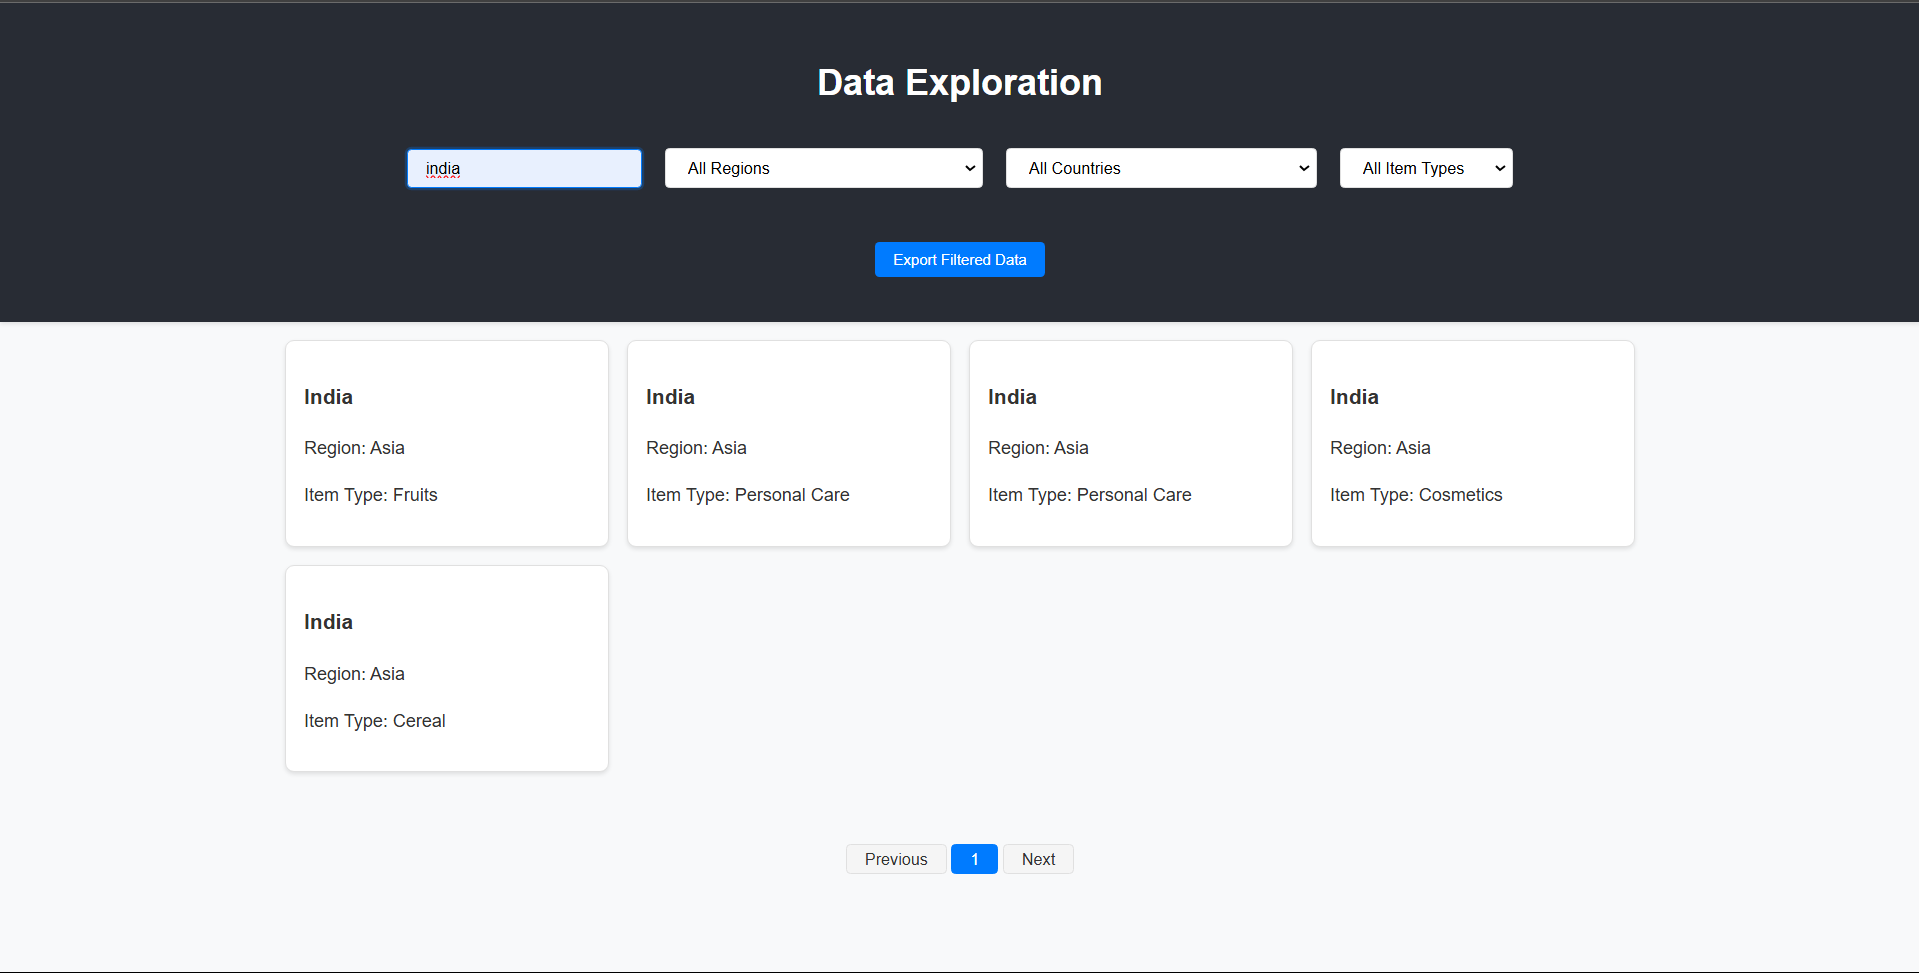 Data Exploration
india All Regions All Countries All Item Types
Export Filtered Data
India India India India
Region: Asia Region: Asia Region: Asia Region: Asia
Item Type: Fruits Item Type: Personal Care Item Type: Personal Care Item Type: Cosmetics
India
Region: Asia
Item Type: Cereal
Previous 1 Next